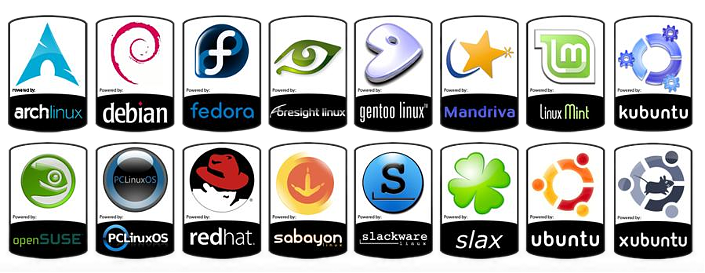 Powered by:
archlinux
Powered by:
debian
Powered by:
fedora
Powered by:
foresight linux
Powered by:
gentoo linux™
Powered by:
Mandriva
Powered by:
Linux Mint
Powered by:
kubuntu
Powered by:
openSUSE
PCLinuxOS
Powered by:
PCLinuxOS
Powered by:
redhat.
Powered by:
sabayon
linux
S
Powered by:
slackware
linux
Powered by:
slax
Powered by:
ubuntu
Powered by:
xubuntu